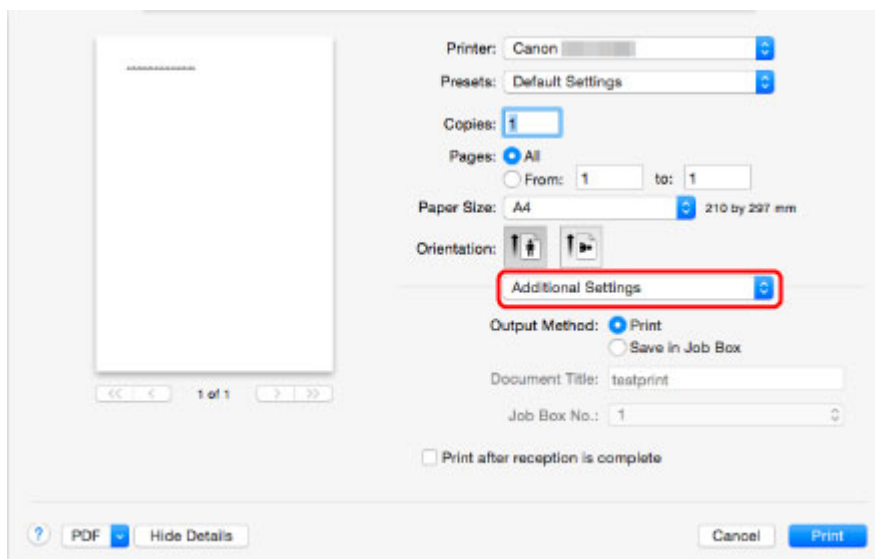 Printer: Canon
Presets: Default Settings
Copies: 1
Pages: All
From: 1 to: 1
Paper Size: A4 210 by 297 mm
Orientation:
Additional Settings
Output Method: Print
Save in Job Box
Document Title: testprint
<< < 1 of 1 > >>
Job Box No.: 1
Print after reception is complete
? PDF Hide Details Cancel Print